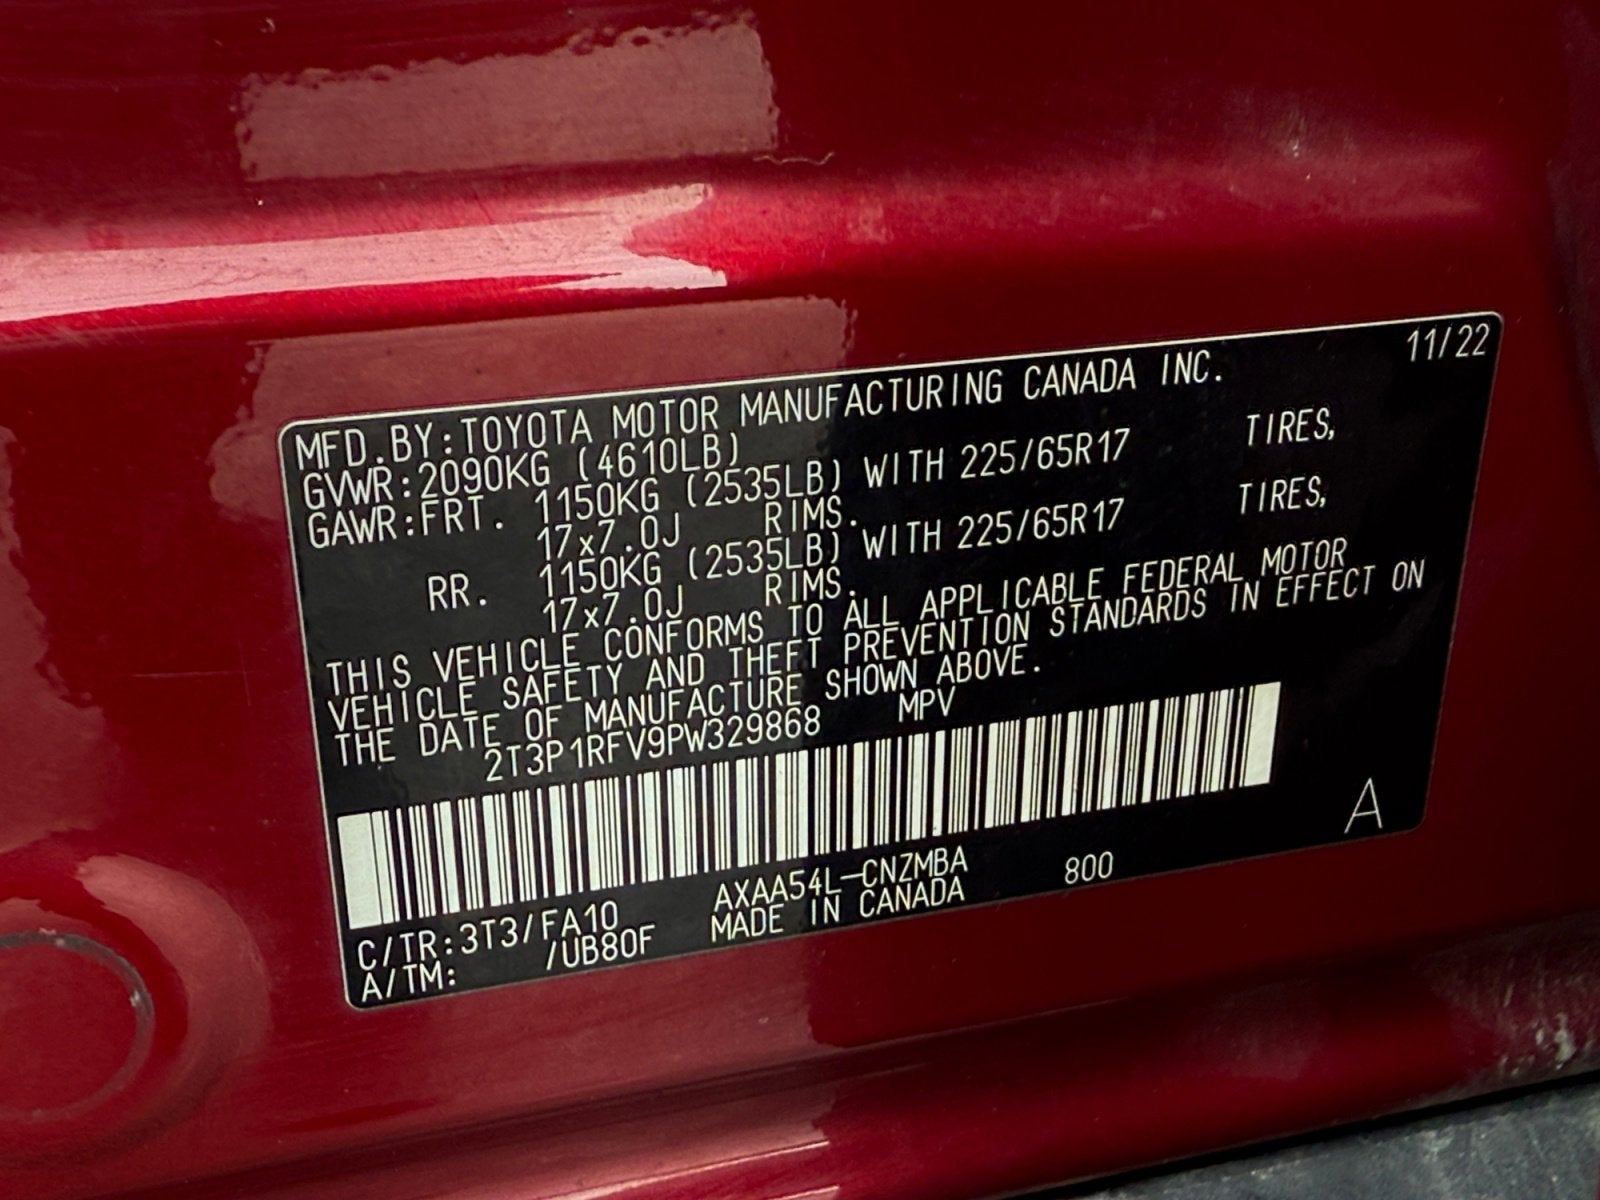 11/22
MFD.BY:TOYOTA MOTOR MANUFACTURING CANADA INC.
GVWR:2090KG (4610LB)
GAWR:FRT. 1150KG (2535LB) WITH 225/65R17 TIRES,
17x7.0J RIMS.
RR. 1150KG (2535LB) WITH 225/65R17 TIRES,
17x7.0J RIMS.
THIS VEHICLE CONFORMS TO ALL APPLICABLE FEDERAL MOTOR
VEHICLE SAFETY AND THEFT PREVENTION STANDARDS IN EFFECT ON
THE DATE OF MANUFACTURE SHOWN ABOVE.
2T3P1RFV9PW329868 MPV
A
C/TR:3T3/FA10 AXAA54L-CNZMBA 800
A/TM: /UB80F MADE IN CANADA